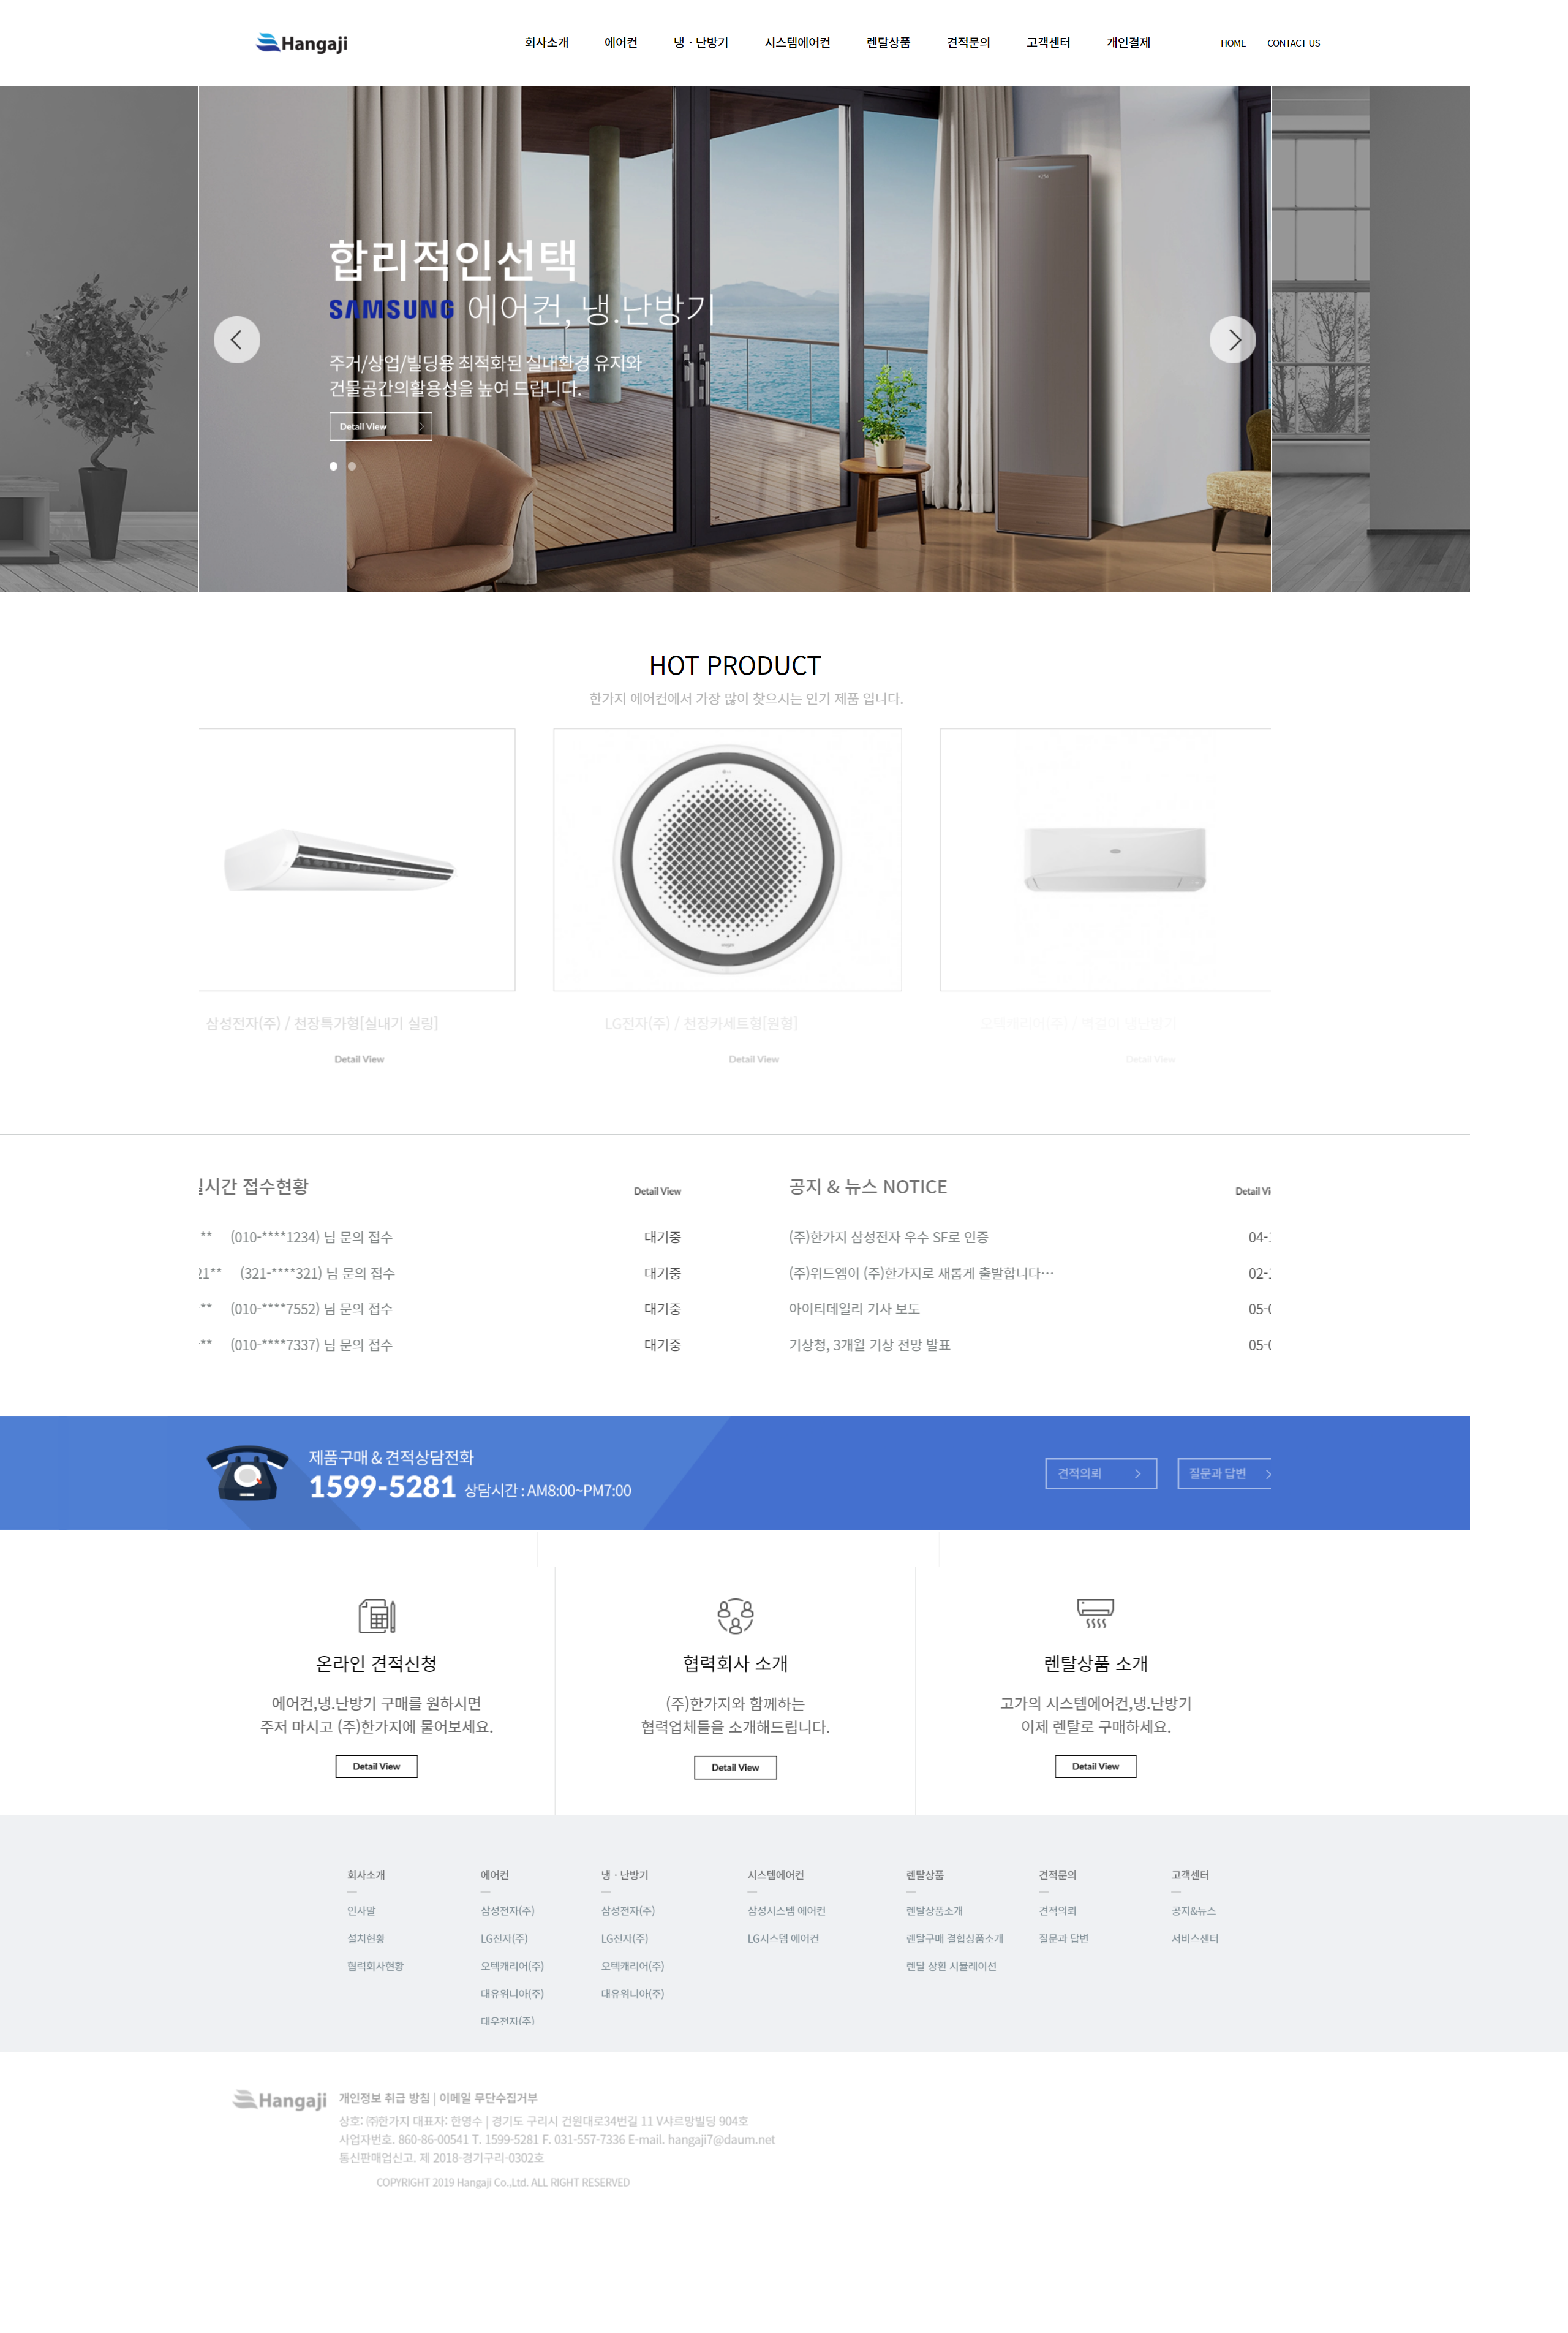 Hangaji
회사소개 에어컨 냉 · 난방기 시스템에어컨 렌탈상품 견적문의 고객센터 개인결제 HOME CONTACT US
합리적인선택
SAMSUNG 에어컨, 냉.난방기
주거/상업/빌딩용 최적화된 실내환경 유지와
건물공간의활용성을 높여 드립니다.
Detail View
HOT PRODUCT
한가지 에어컨에서 가장 많이 찾으시는 인기 제품 입니다.
삼성전자(주) / 천장특가형[실내기 실링]
Detail View
LG전자(주) / 천장카세트형[원형]
Detail View
오텍캐리어(주) / 벽걸이 냉난방기
Detail View
실시간 접수현황 Detail View
** (010-****1234) 님 문의 접수 대기중
21** (321-****321) 님 문의 접수 대기중
** (010-****7552) 님 문의 접수 대기중
** (010-****7337) 님 문의 접수 대기중
공지 & 뉴스 NOTICE Detail Vi
(주)한가지 삼성전자 우수 SF로 인증 04-
(주)위드엠이 (주)한가지로 새롭게 출발합니다… 02-
아이티데일리 기사 보도 05-0
기상청, 3개월 기상 전망 발표 05-0
제품구매 & 견적상담전화
1599-5281 상담시간 : AM8:00~PM7:00
견적의뢰 질문과 답변
온라인 견적신청
에어컨,냉.난방기 구매를 원하시면
주저 마시고 (주)한가지에 물어보세요.
Detail View
협력회사 소개
(주)한가지와 함께하는
협력업체들을 소개해드립니다.
Detail View
렌탈상품 소개
고가의 시스템에어컨,냉.난방기
이제 렌탈로 구매하세요.
Detail View
회사소개
인사말
설치현황
협력회사현황
에어컨
삼성전자(주)
LG전자(주)
오텍캐리어(주)
대유위니아(주)
대우전자(주)
냉 · 난방기
삼성전자(주)
LG전자(주)
오텍캐리어(주)
대유위니아(주)
시스템에어컨
삼성시스템 에어컨
LG시스템 에어컨
렌탈상품
렌탈상품소개
렌탈구매 결합상품소개
렌탈 상환 시뮬레이션
견적문의
견적의뢰
질문과 답변
고객센터
공지&뉴스
서비스센터
Hangaji
개인정보 취급 방침 | 이메일 무단수집거부
상호: ㈜한가지 대표자: 한영수 | 경기도 구리시 건원대로34번길 11 V샤르망빌딩 904호
사업자번호. 860-86-00541 T. 1599-5281 F. 031-557-7336 E-mail. hangaji7@daum.net
통신판매업신고. 제 2018-경기구리-0302호
COPYRIGHT 2019 Hangaji Co.,Ltd. ALL RIGHT RESERVED